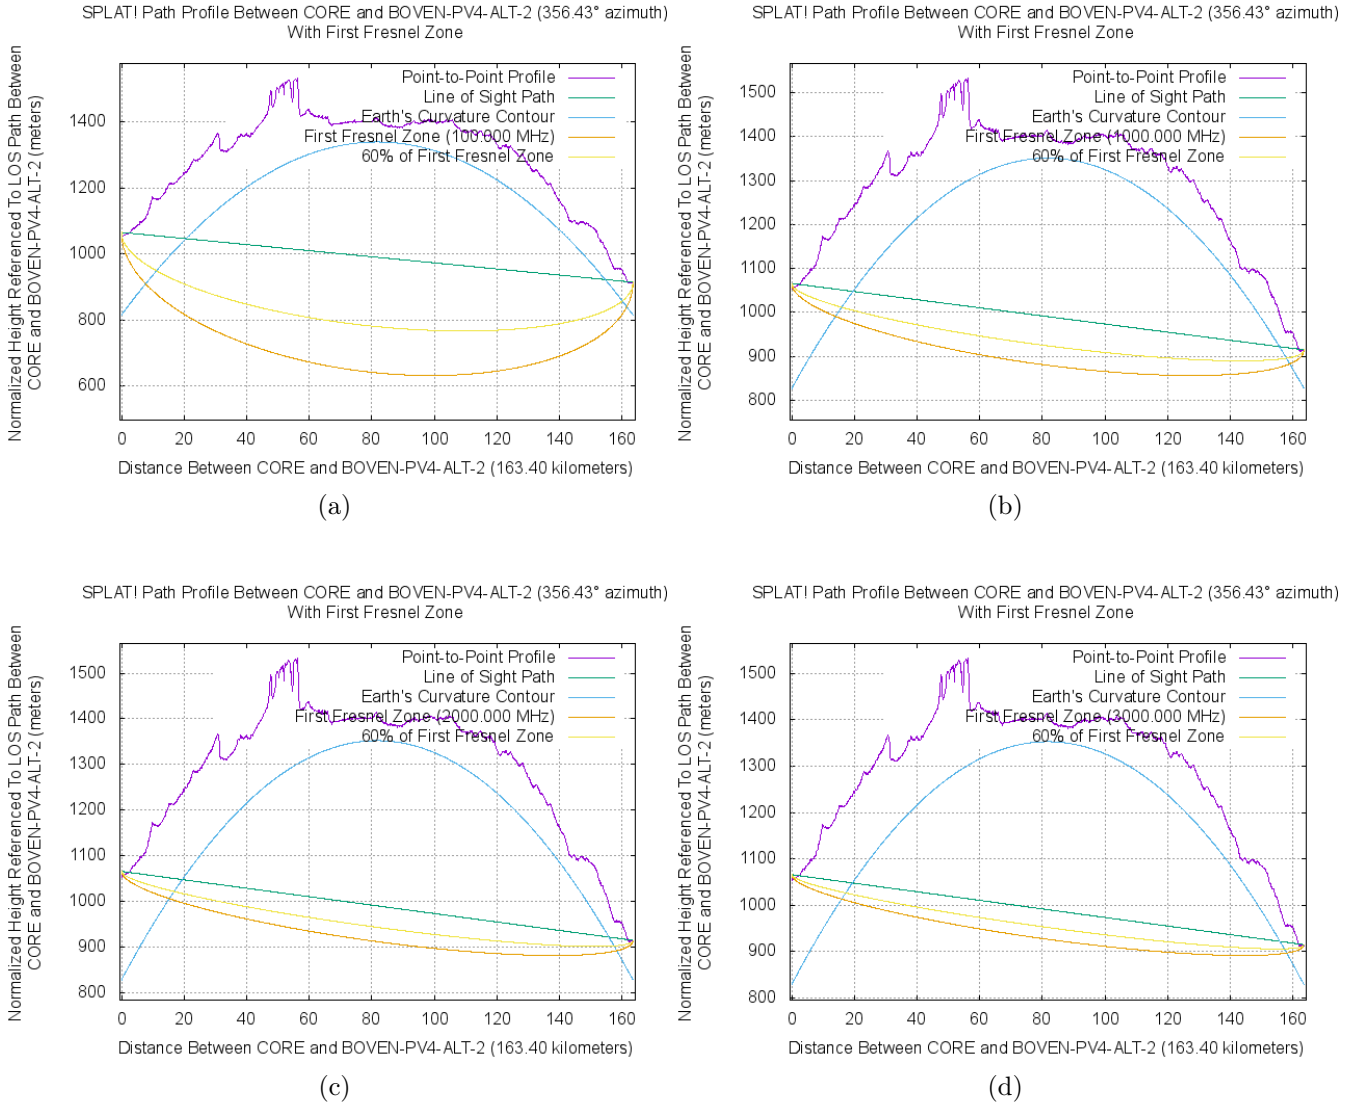 SPLAT! Path Profile Between CORE and BOVEN-PV4-ALT-2 (356.43° azimuth)
With First Fresnel Zone
Normalized Height Referenced To LOS Path Between
CORE and BOVEN-PV4-ALT-2 (meters)
Point-to-Point Profile
Line of Sight Path
Earth's Curvature Contour
First Fresnel Zone (100.000 MHz)
60% of First Fresnel Zone
1400
1200
1000
800
600
0 20 40 60 80 100 120 140 160
Distance Between CORE and BOVEN-PV4-ALT-2 (163.40 kilometers)
(a)
SPLAT! Path Profile Between CORE and BOVEN-PV4-ALT-2 (356.43° azimuth)
With First Fresnel Zone
Normalized Height Referenced To LOS Path Between
CORE and BOVEN-PV4-ALT-2 (meters)
Point-to-Point Profile
Line of Sight Path
Earth's Curvature Contour
First Fresnel Zone (1000.000 MHz)
60% of First Fresnel Zone
1500
1400
1300
1200
1100
1000
900
800
0 20 40 60 80 100 120 140 160
Distance Between CORE and BOVEN-PV4-ALT-2 (163.40 kilometers)
(b)
SPLAT! Path Profile Between CORE and BOVEN-PV4-ALT-2 (356.43° azimuth)
With First Fresnel Zone
Normalized Height Referenced To LOS Path Between
CORE and BOVEN-PV4-ALT-2 (meters)
Point-to-Point Profile
Line of Sight Path
Earth's Curvature Contour
First Fresnel Zone (2000.000 MHz)
60% of First Fresnel Zone
1500
1400
1300
1200
1100
1000
900
800
0 20 40 60 80 100 120 140 160
Distance Between CORE and BOVEN-PV4-ALT-2 (163.40 kilometers)
(c)
SPLAT! Path Profile Between CORE and BOVEN-PV4-ALT-2 (356.43° azimuth)
With First Fresnel Zone
Normalized Height Referenced To LOS Path Between
CORE and BOVEN-PV4-ALT-2 (meters)
Point-to-Point Profile
Line of Sight Path
Earth's Curvature Contour
First Fresnel Zone (3000.000 MHz)
60% of First Fresnel Zone
1500
1400
1300
1200
1100
1000
900
800
0 20 40 60 80 100 120 140 160
Distance Between CORE and BOVEN-PV4-ALT-2 (163.40 kilometers)
(d)